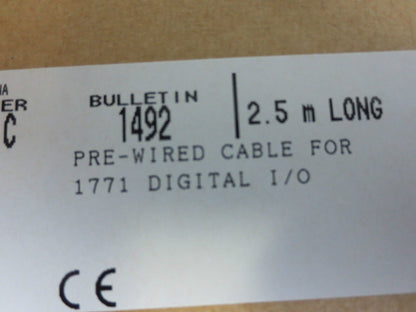 BULLETIN
1492
2.5 m LONG
C
PRE-WIRED CABLE FOR
1771 DIGITAL I/O
CE